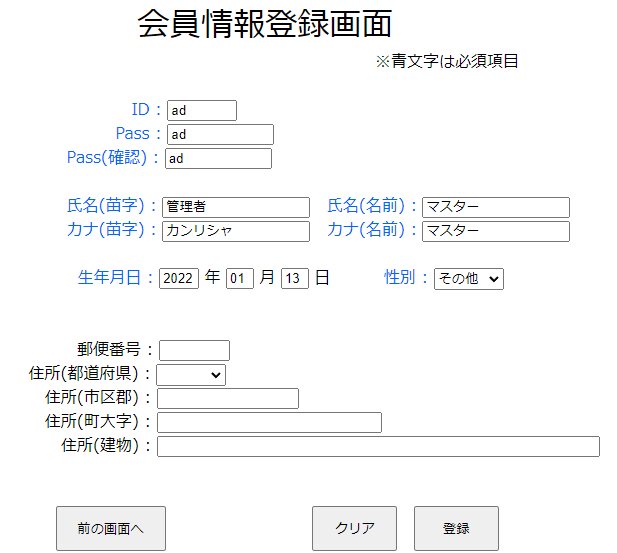 会員情報登録画面
※青文字は必須項目
ID： ad
Pass： ad
Pass(確認)： ad
氏名(苗字)： 管理者 氏名(名前)： マスター
カナ(苗字)： カンリシャ カナ(名前)： マスター
生年月日： 2022 年 01 月 13 日 性別： その他
郵便番号：
住所(都道府県)：
住所(市区郡)：
住所(町大字)：
住所(建物)：
前の画面へ クリア 登録